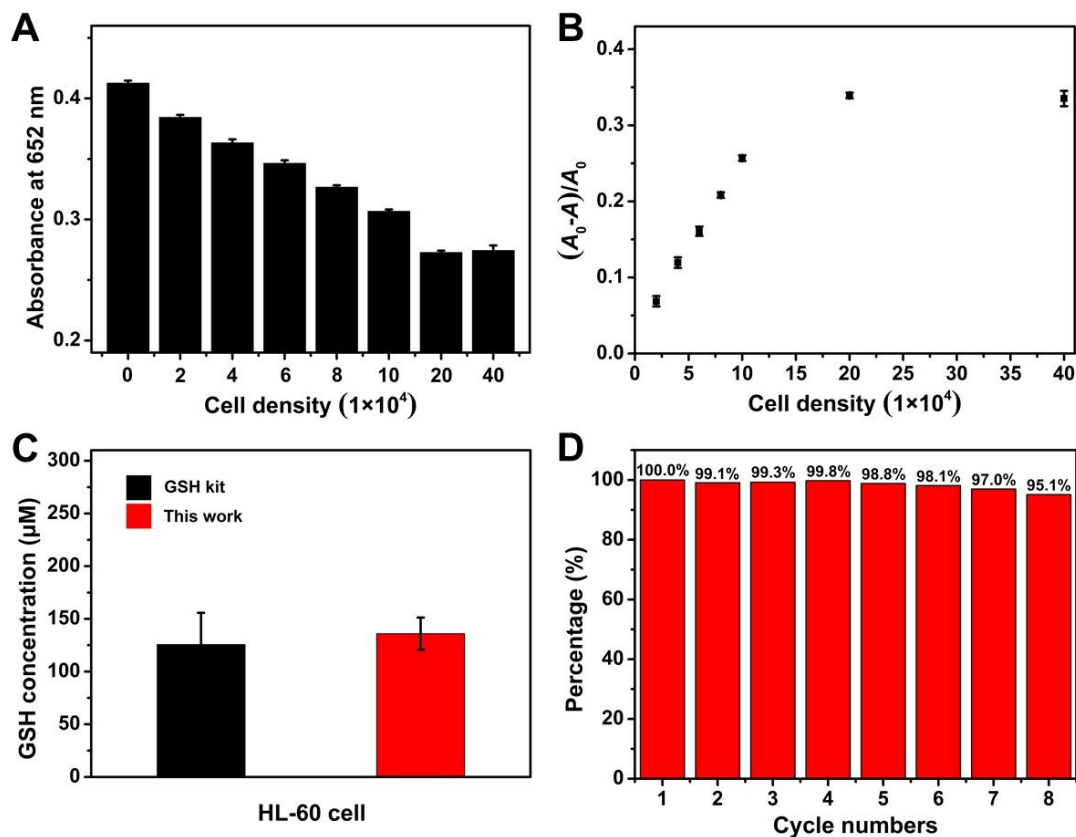 A
Absorbance at 652 nm
0.4
0.3
0.2
0 2 4 6 8 10 20 40
Cell density (1×10⁴)
B
(A₀-A)/A₀
0.4
0.3
0.2
0.1
0.0
0 5 10 15 20 25 30 35 40
Cell density (1×10⁴)
C
GSH concentration (μM)
300
250
200
150
100
50
0
GSH kit
This work
HL-60 cell
D
Percentage (%)
100
80
60
40
20
0
100.0% 99.1% 99.3% 99.8% 98.8% 98.1% 97.0% 95.1%
1 2 3 4 5 6 7 8
Cycle numbers